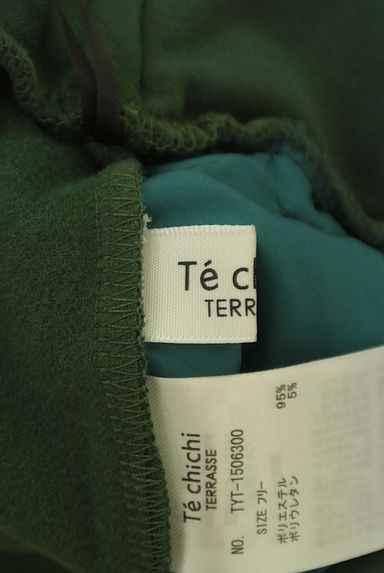 Té c
TERR
Té chichi
TERRASSE
NO. TYT-1506300
SIZE フリー
ポリエステル 95%
ポリウレタン 5%